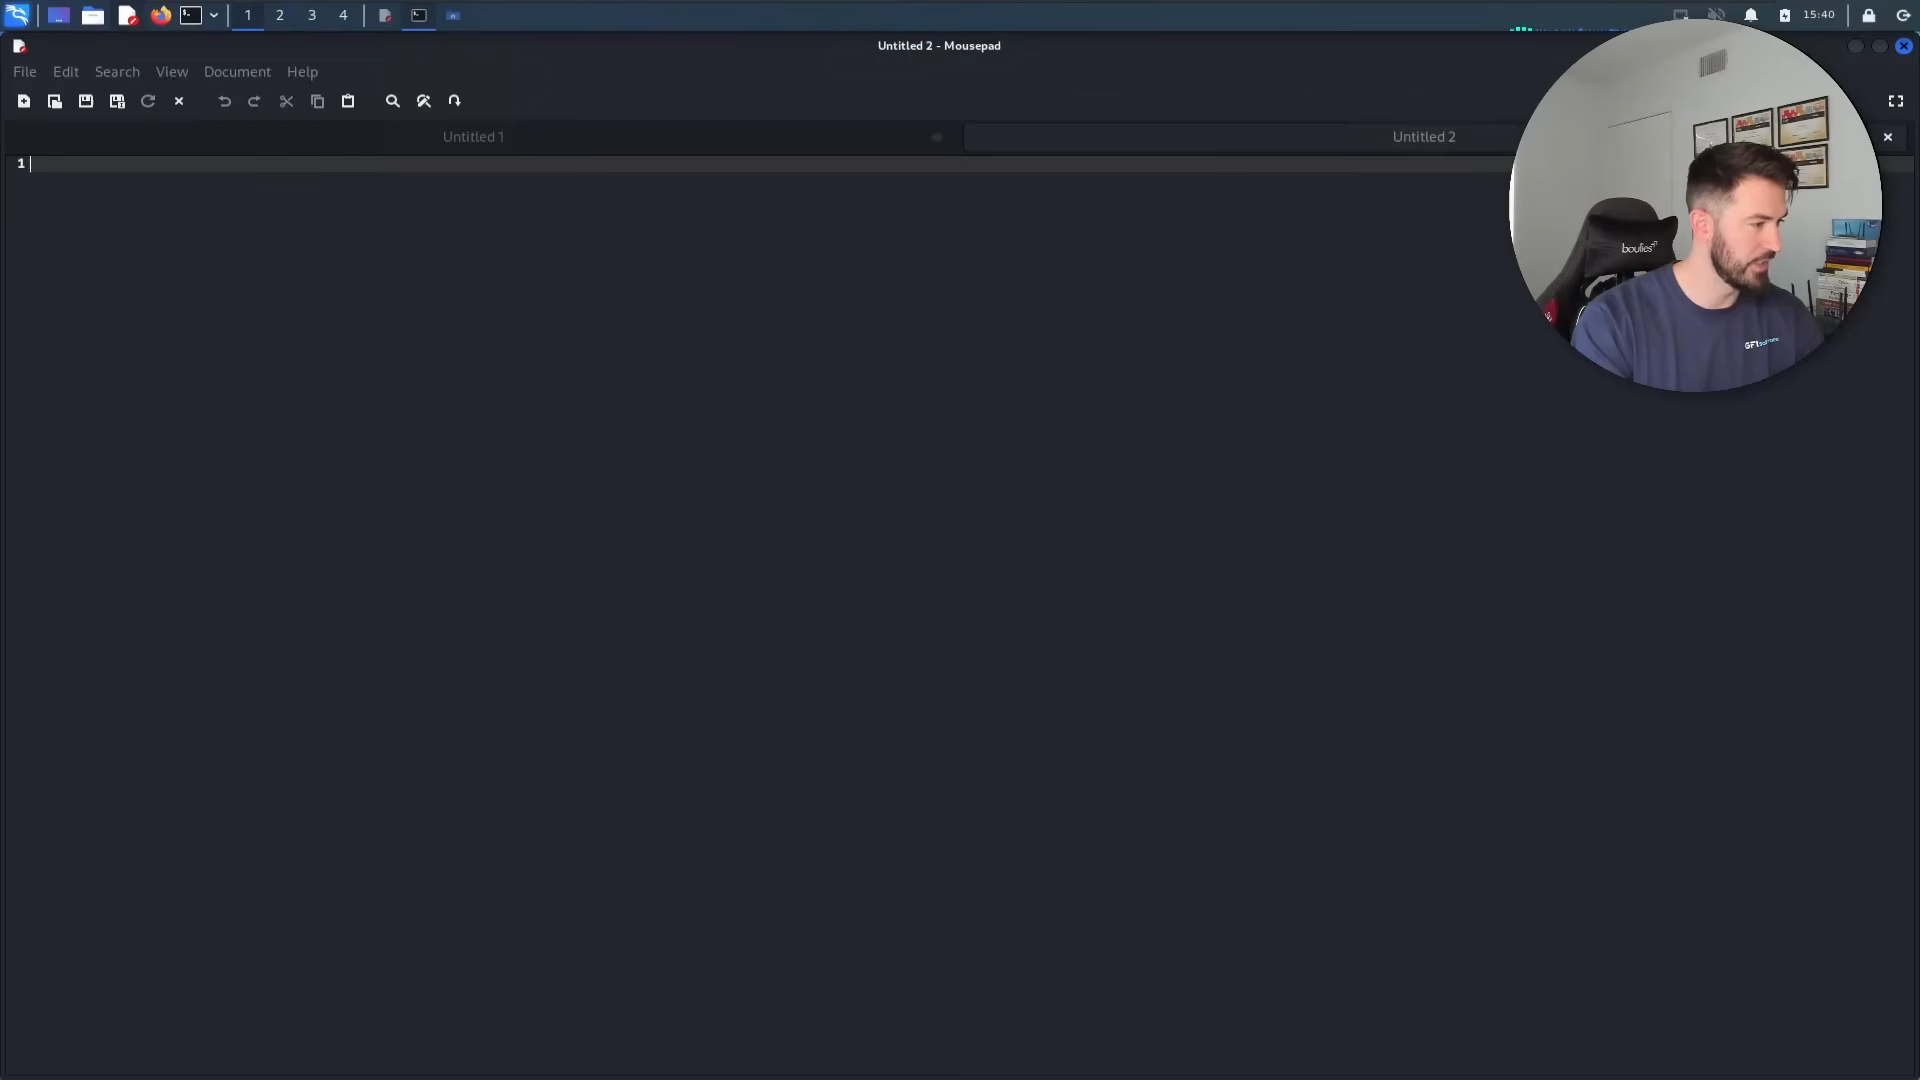 1 2 3 4
15:40
Untitled 2 - Mousepad
File Edit Search View Document Help
Untitled 1
Untitled 2
1
boulies